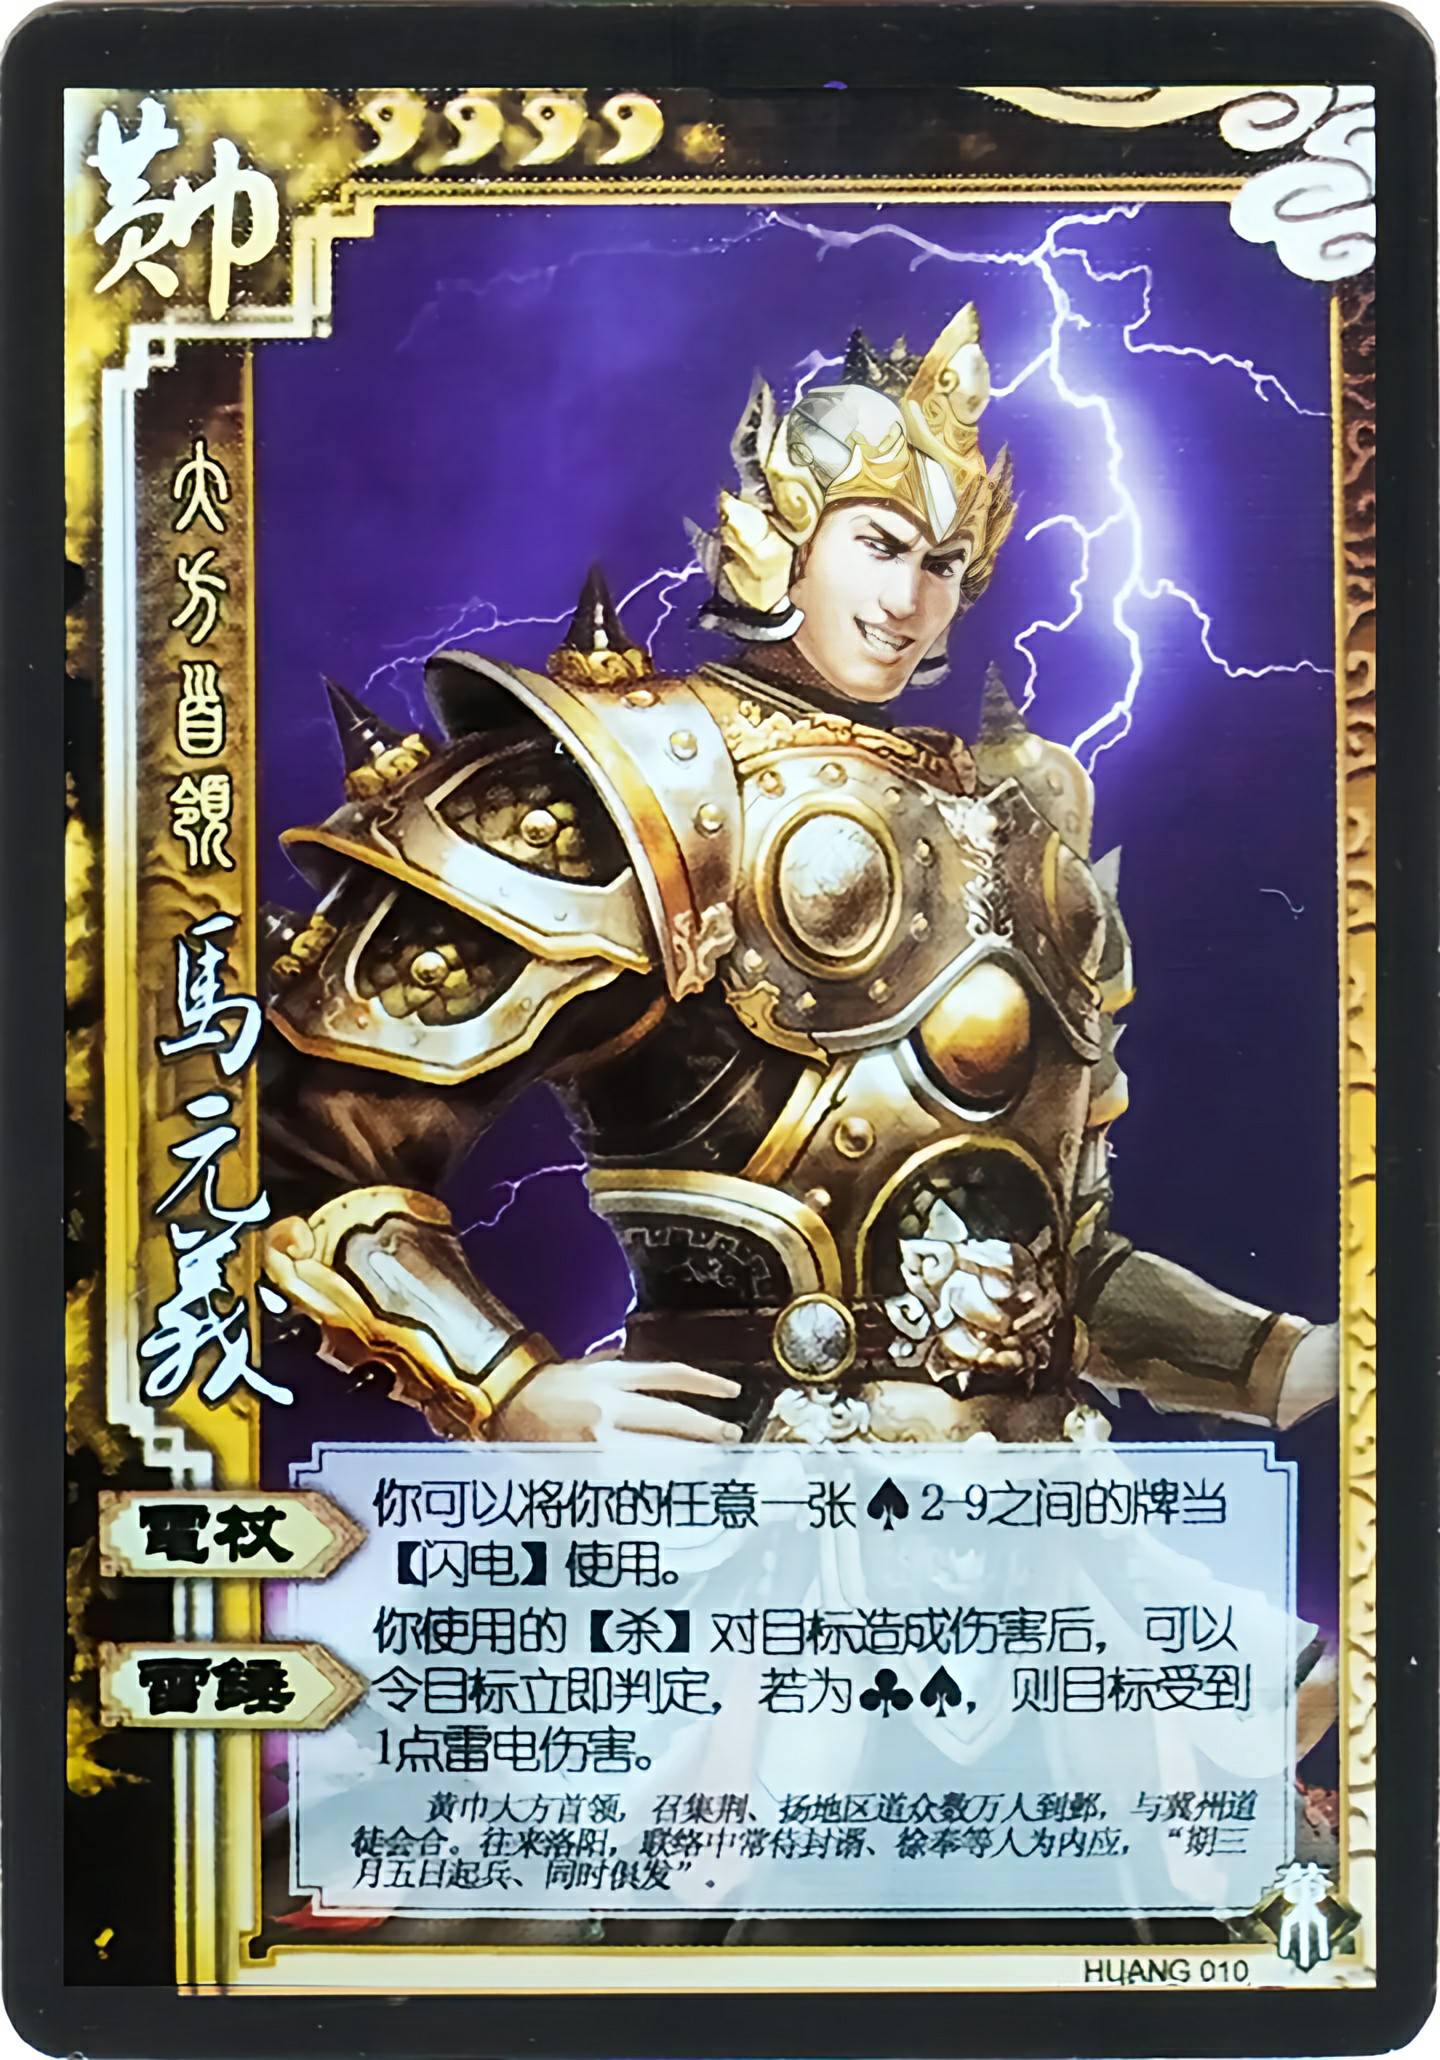 黄巾
大方首領
馬元義
電杖
你可以将你的任意一张♠2-9之间的牌当
【闪电】使用。
雷錘
你使用的【杀】对目标造成伤害后，可以
令目标立即判定，若为♣♠，则目标受到
1点雷电伤害。
黄巾大方首领，召集荆、扬地区道众数万人到邺，与冀州道
徒会合。往来洛阳，联络中常侍封谞、徐奉等人为内应，“期三
月五日起兵、同时俱发”。
黄巾
HUANG 010